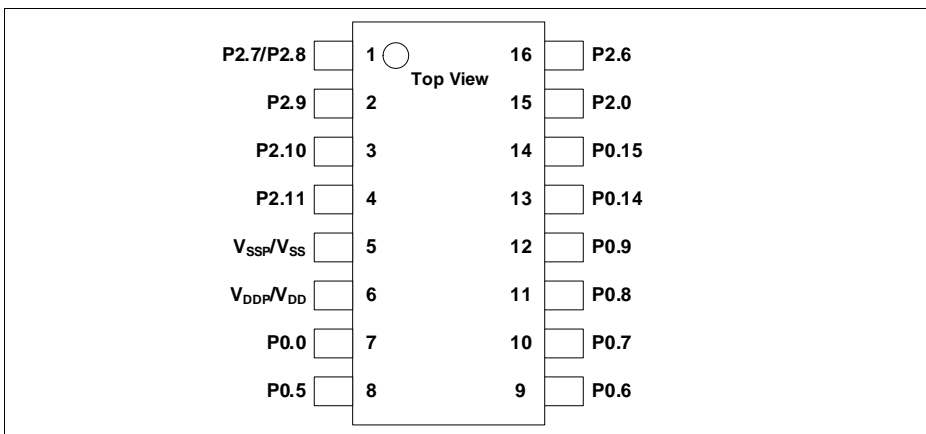 P2.7/P2.8 1 16 P2.6
Top View
P2.9 2 15 P2.0
P2.10 3 14 P0.15
P2.11 4 13 P0.14
VSSP/VSS 5 12 P0.9
VDDP/VDD 6 11 P0.8
P0.0 7 10 P0.7
P0.5 8 9 P0.6